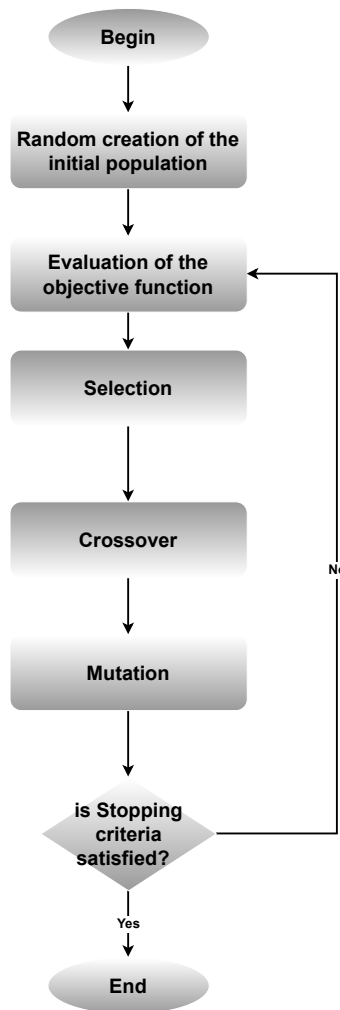 Begin
Random creation of the
initial population
Evaluation of the
objective function
Selection
Crossover
No
Mutation
is Stopping
criteria
satisfied?
Yes
End